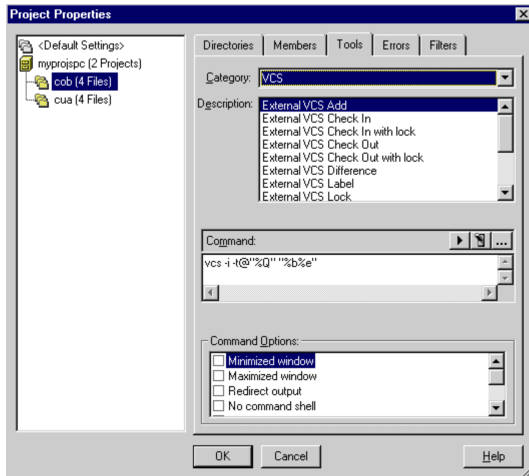 Project Properties
<Default Settings>
myprojspc (2 Projects)
cob (4 Files)
cua (4 Files)
Directories
Members
Tools
Errors
Filters
Category:
VCS
Description:
External VCS Add
External VCS Check In
External VCS Check In with lock
External VCS Check Out
External VCS Check Out with lock
External VCS Difference
External VCS Label
External VCS Lock
Command:
...
vcs -i -t@"%Q" "%b%e"
Command Options:
Minimized window
Maximized window
Redirect output
No command shell
OK
Cancel
Help